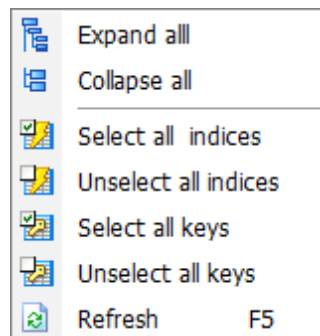 Expand alll
Collapse all
Select all  indices
Unselect all indices
Select all keys
Unselect all keys
Refresh F5